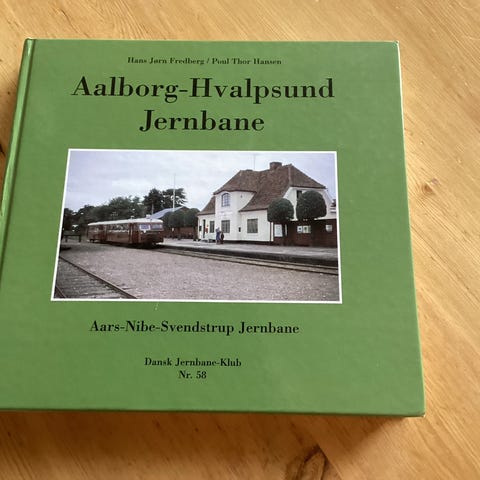 Hans Jørn Fredberg / Poul Thor Hansen
Aalborg-Hvalpsund
Jernbane
Aars-Nibe-Svendstrup Jernbane
Dansk Jernbane-Klub
Nr. 58